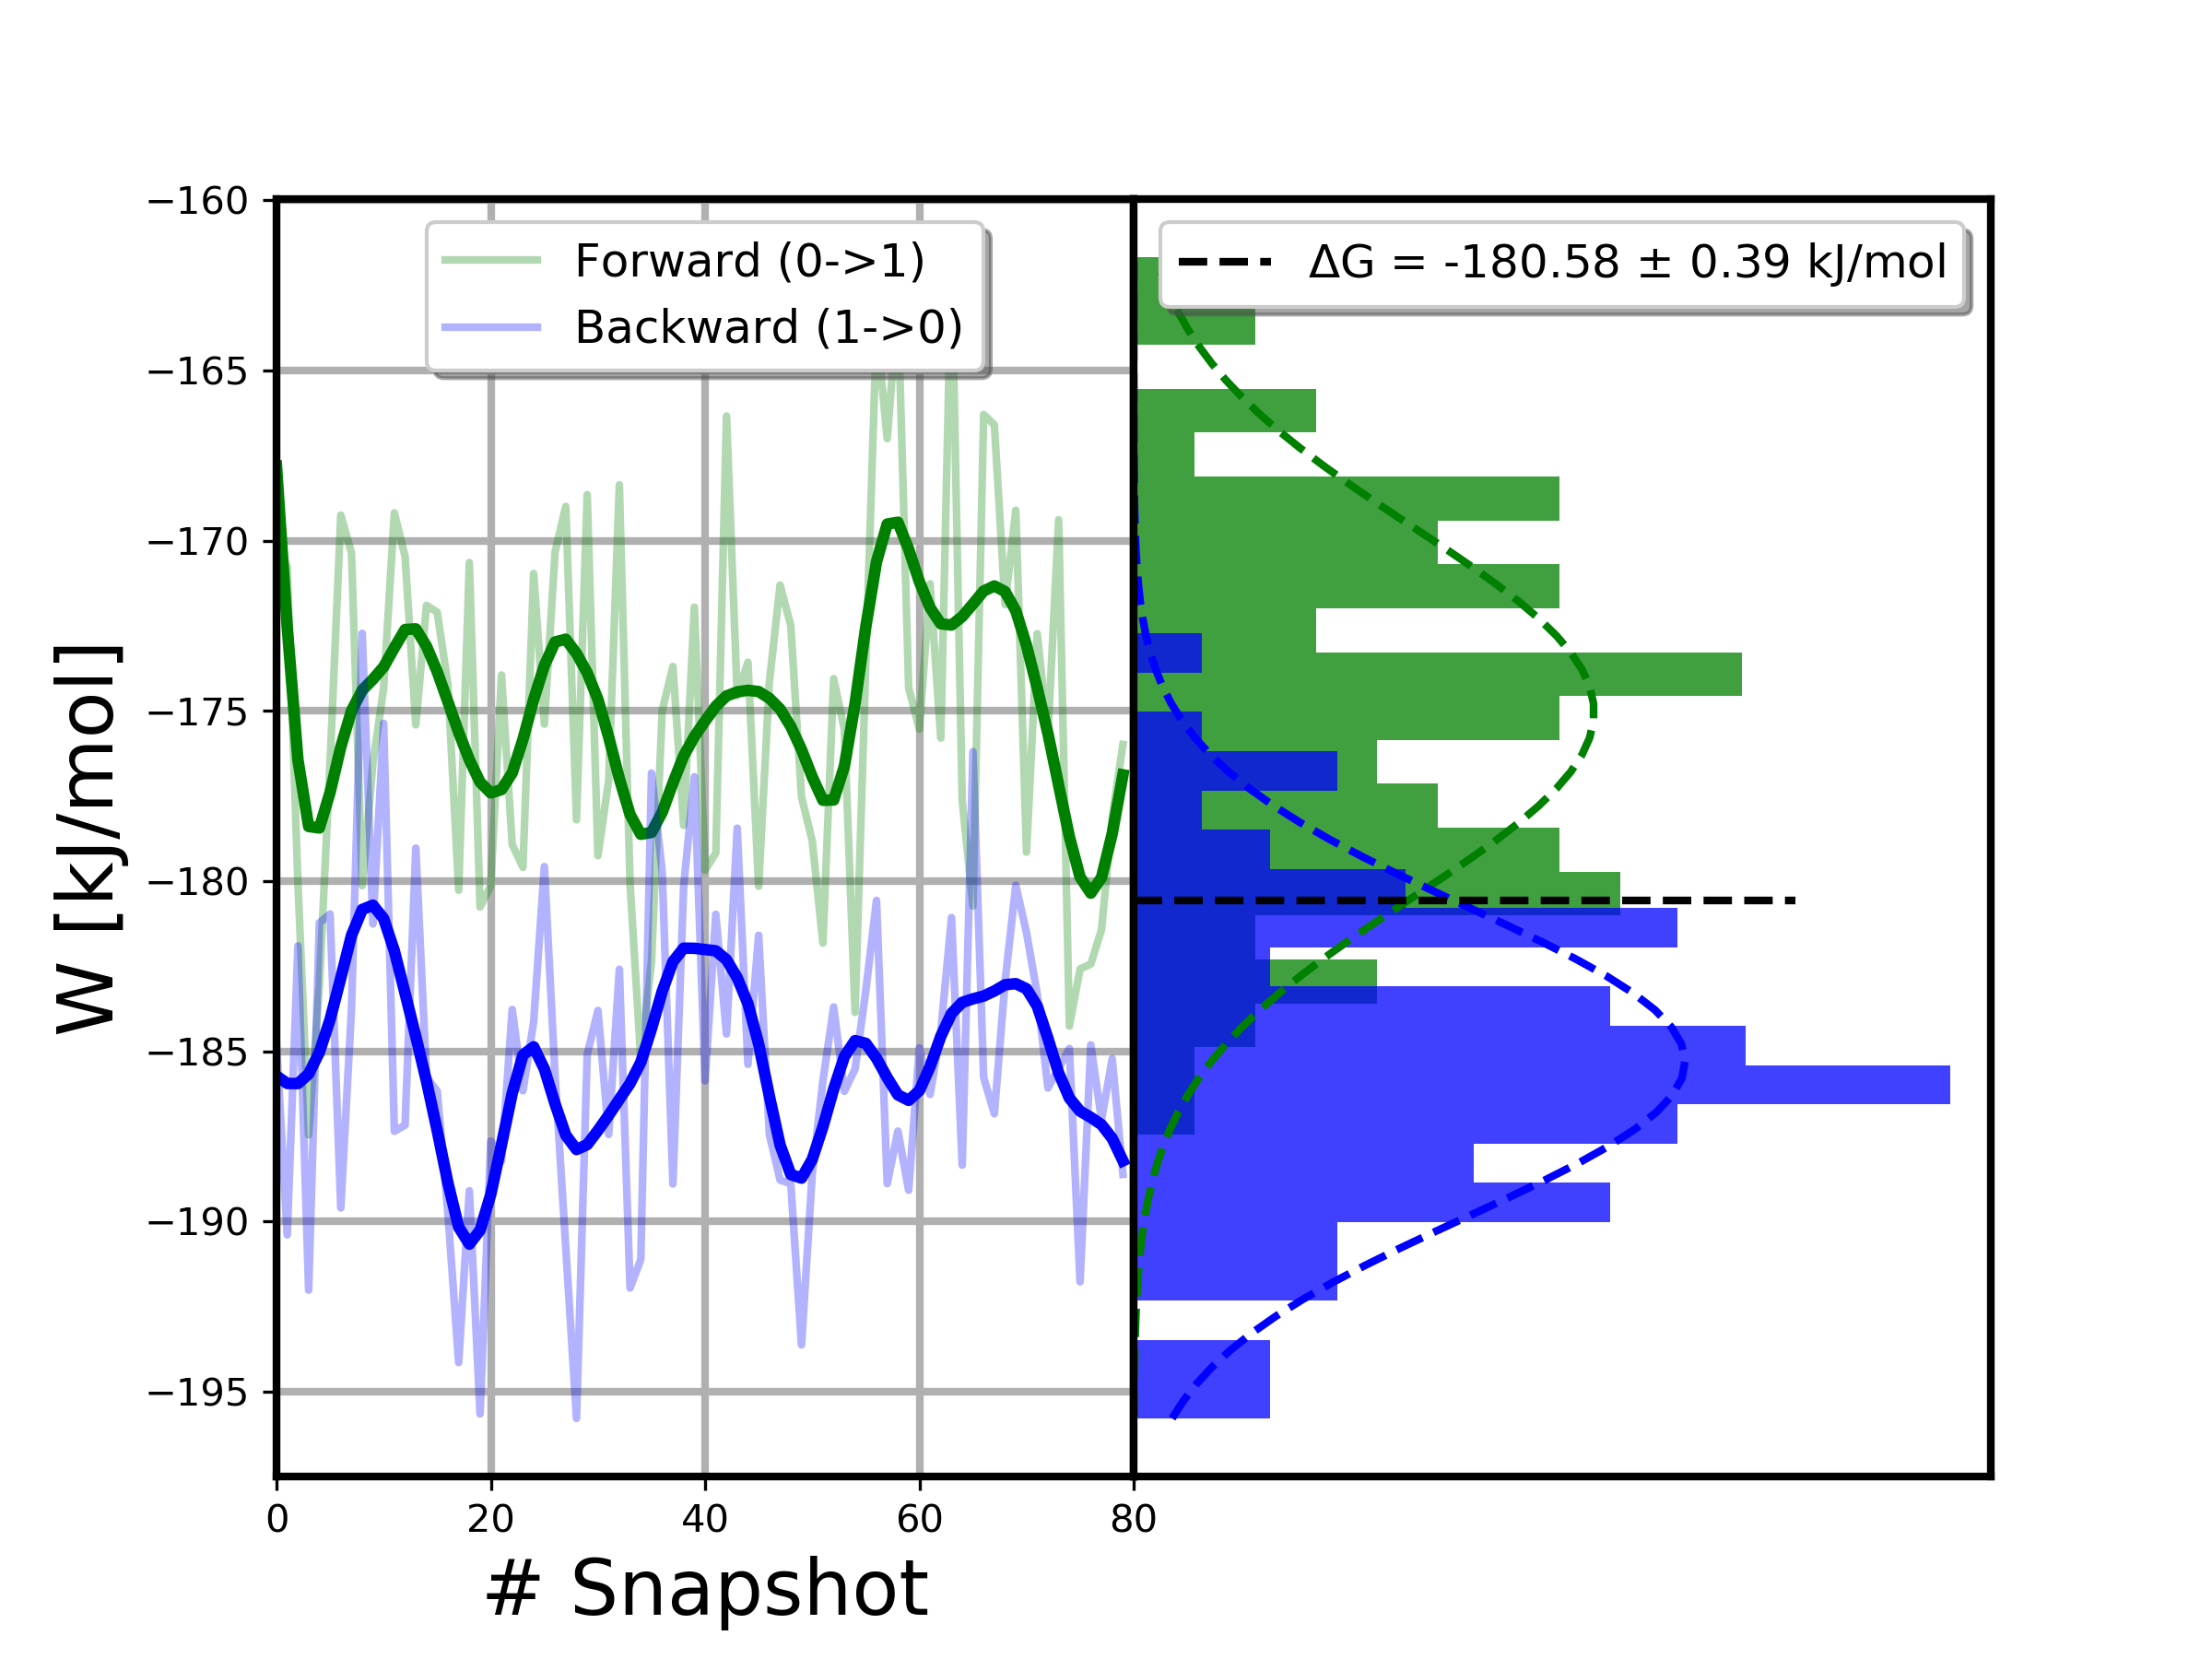 W [kJ/mol]
−160
−165
−170
−175
−180
−185
−190
−195
Forward (0->1)
Backward (1->0)
ΔG = -180.58 ± 0.39 kJ/mol
0 20 40 60 80
# Snapshot